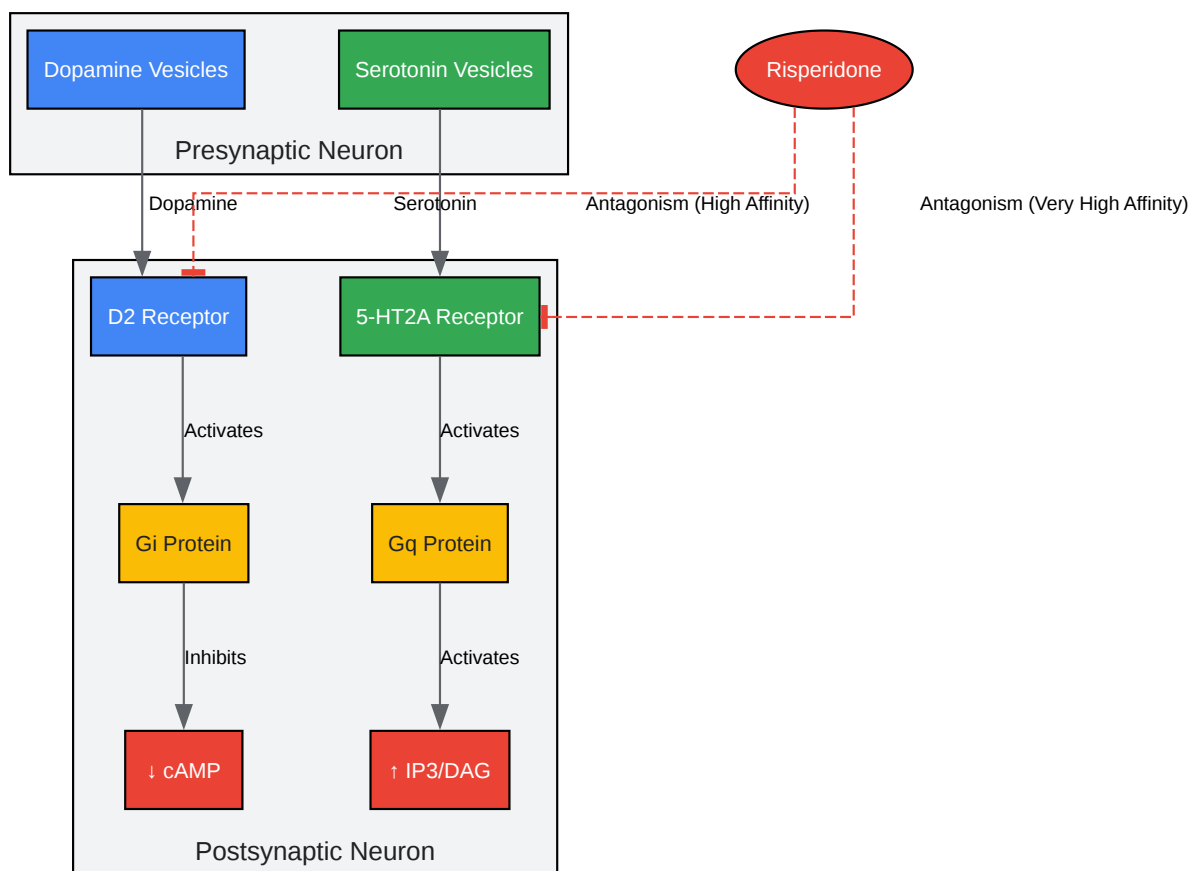 Dopamine Vesicles
Serotonin Vesicles
Risperidone
Presynaptic Neuron
Dopamine
Serotonin
Antagonism (High Affinity)
Antagonism (Very High Affinity)
D2 Receptor
5-HT2A Receptor
Activates
Activates
Gi Protein
Gq Protein
Inhibits
Activates
↓ cAMP
↑ IP3/DAG
Postsynaptic Neuron